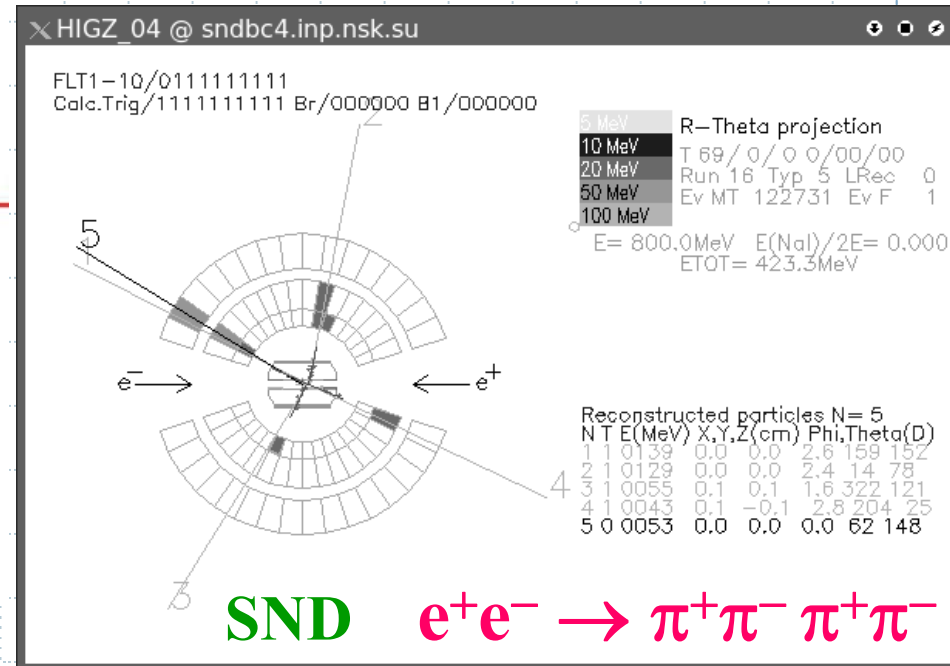 HIGZ_04 @ sndbc4.inp.nsk.su
FLT1-10/0111111111
Calc.Trig/1111111111 Br/000000 B1/000000
5 MeV
10 MeV
20 MeV
50 MeV
100 MeV
R-Theta projection
T 69/ 0/ 0 0/00/00
Run 16 Typ 5 LRec 0
Ev MT 122731 Ev F 1
E= 800.0MeV E(NaI)/2E= 0.000
ETOT= 423.3MeV
2
5
1
e⁻
e⁺
4
3
Reconstructed particles N= 5
N T E(MeV) X,Y,Z(cm) Phi,Theta(D)
1 1 0139 0.0 0.0 2.6 159 152
2 1 0129 0.0 0.0 2.4 14 78
3 1 0055 0.1 0.1 1.6 322 121
4 1 0043 0.1 -0.1 2.8 204 25
5 0 0053 0.0 0.0 0.0 62 148
SND e⁺e⁻ → π⁺π⁻ π⁺π⁻